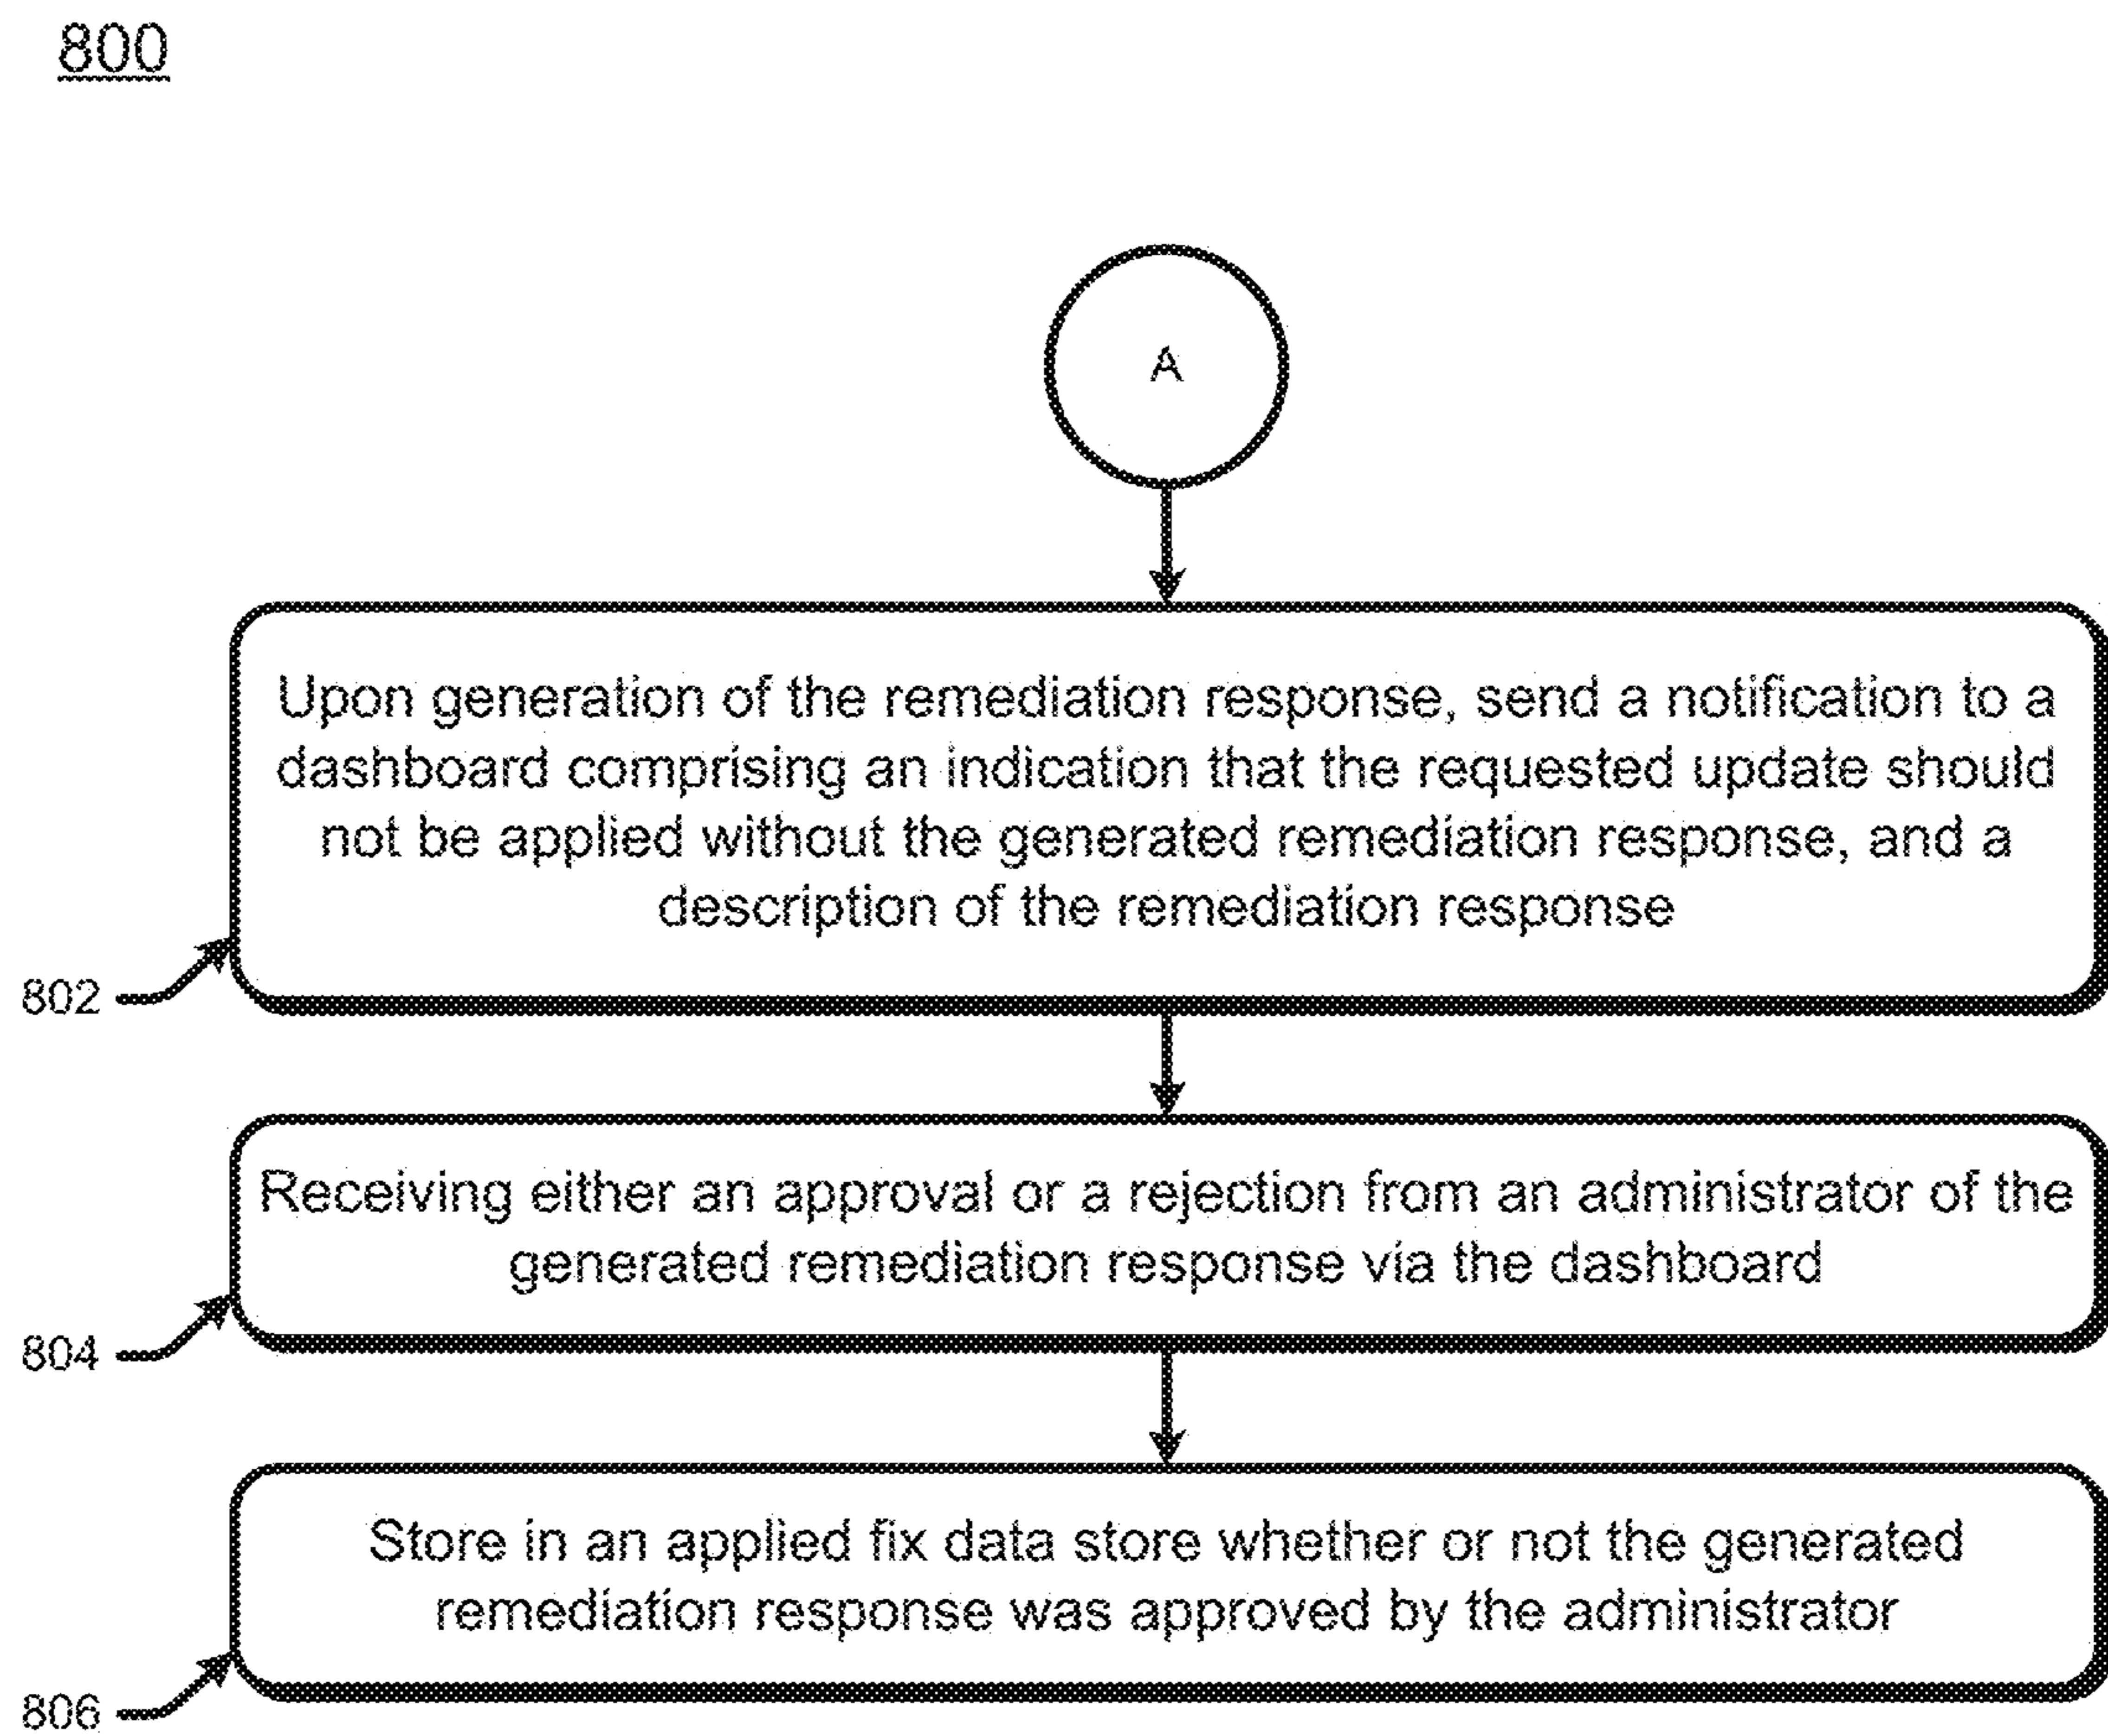 800
A
Upon generation of the remediation response, send a notification to a
dashboard comprising an indication that the requested update should
not be applied without the generated remediation response, and a
description of the remediation response
802
Receiving either an approval or a rejection from an administrator of the
generated remediation response via the dashboard
804
Store in an applied fix data store whether or not the generated
remediation response was approved by the administrator
806